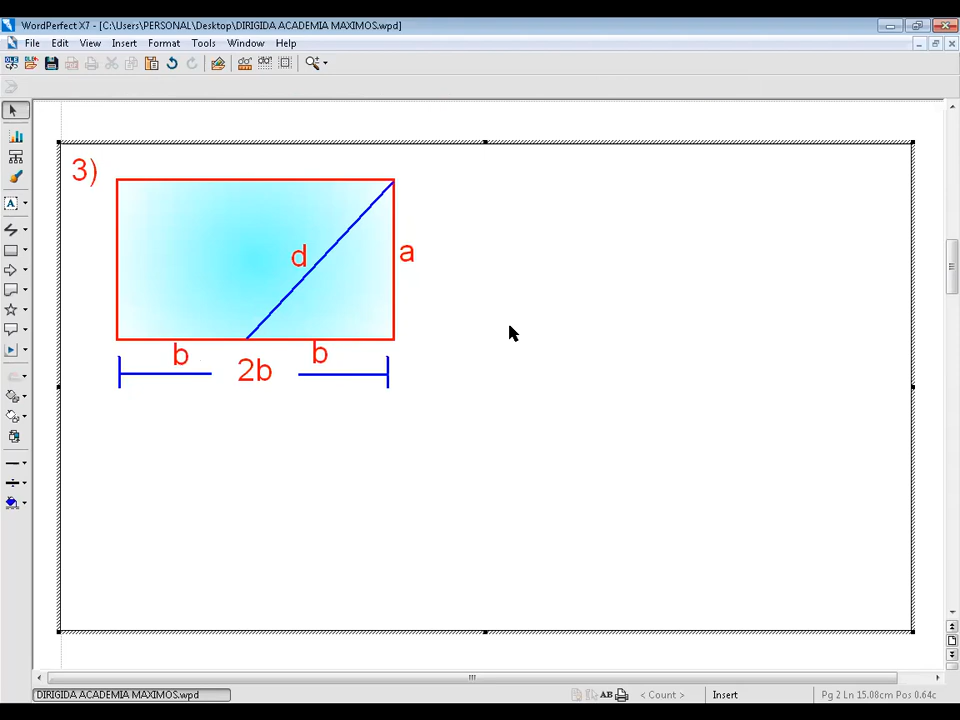 WordPerfect X7 - [C:\Users\PERSONAL\Desktop\DIRIGIDA ACADEMIA MAXIMOS.wpd]
File Edit View Insert Format Tools Window Help
3)
d
a
b
b
2b
DIRIGIDA ACADEMIA MAXIMOS.wpd
AB
< Count >
Insert
Pg 2 Ln 15.08cm Pos 0.64c